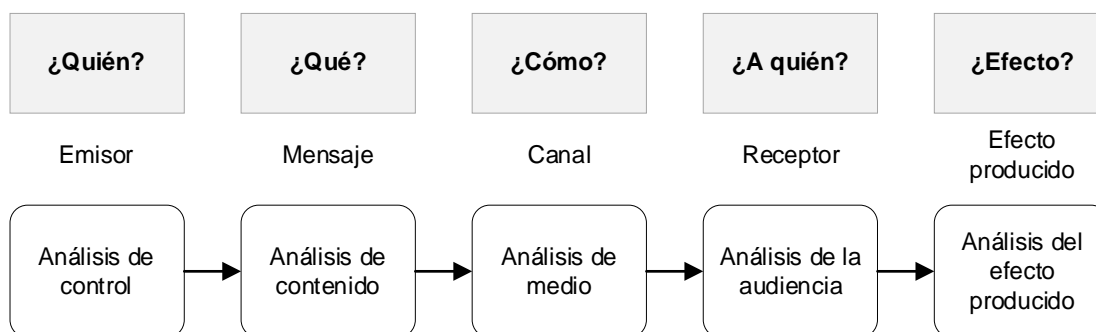 ¿Quién?
¿Qué?
¿Cómo?
¿A quién?
¿Efecto?
Emisor
Mensaje
Canal
Receptor
Efecto
producido
Análisis de
control
Análisis de
contenido
Análisis de
medio
Análisis de la
audiencia
Análisis del
efecto
producido